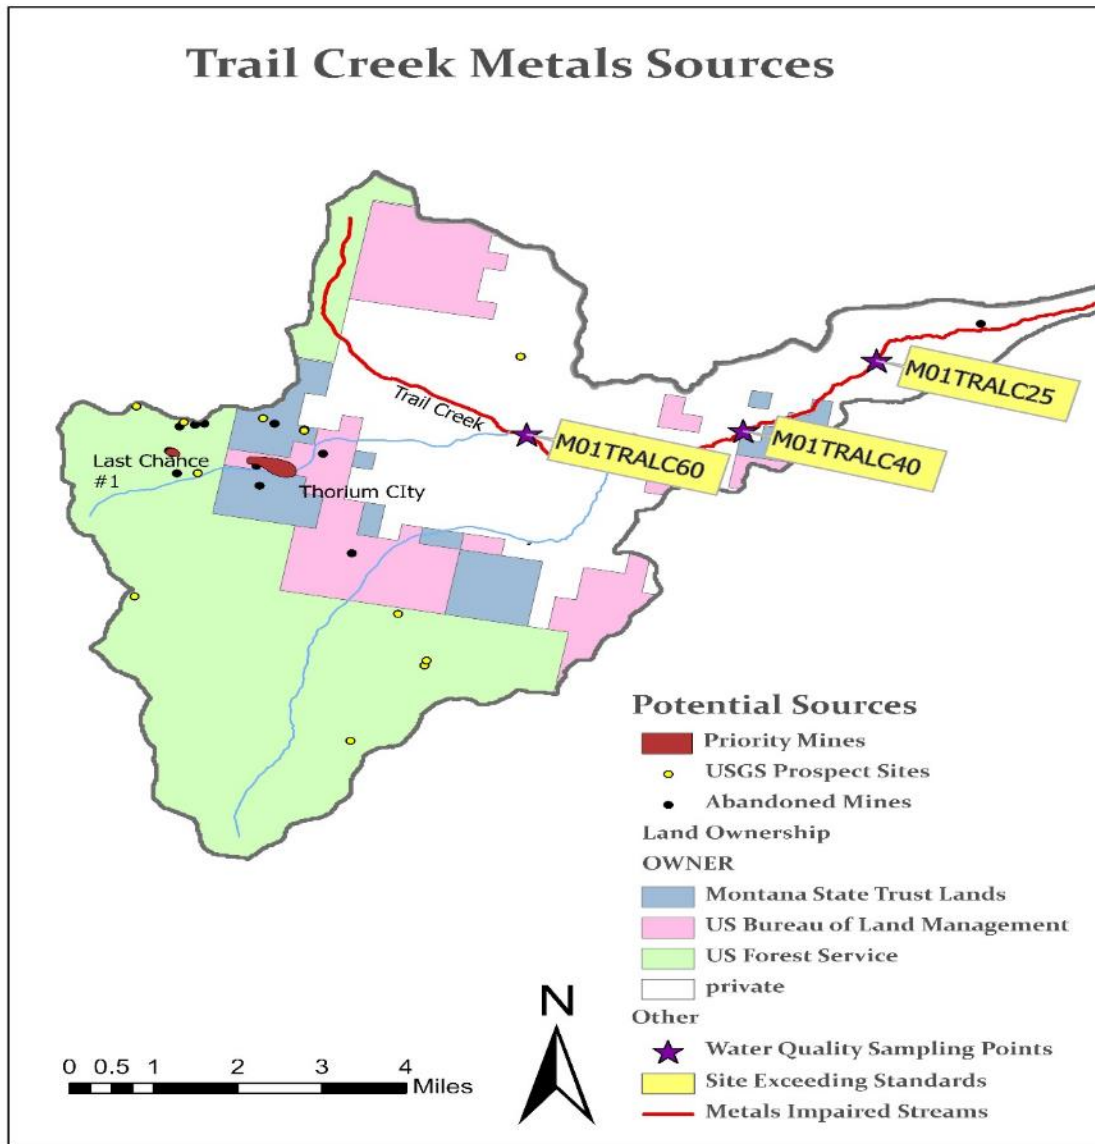 Trail Creek Metals Sources
Trail Creek
M01TRALC25
M01TRALC60
M01TRALC40
Last Chance
#1
Thorium CIty
Potential Sources
Priority Mines
USGS Prospect Sites
Abandoned Mines
Land Ownership
OWNER
Montana State Trust Lands
US Bureau of Land Management
US Forest Service
private
Other
Water Quality Sampling Points
Site Exceeding Standards
Metals Impaired Streams
N
0 0.5 1 2 3 4
Miles